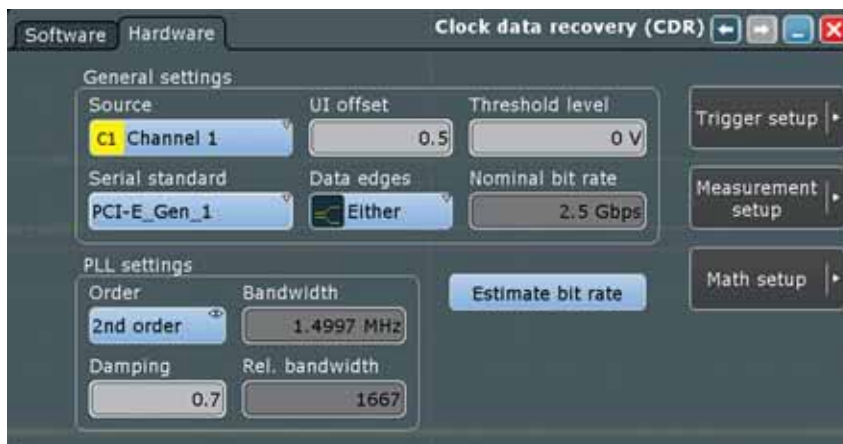 Software Hardware Clock data recovery (CDR)
General settings
Source UI offset Threshold level
C1 Channel 1 0.5 0 V
Trigger setup
Serial standard Data edges Nominal bit rate
PCI-E_Gen_1 Either 2.5 Gbps
Measurement setup
PLL settings
Order Bandwidth
2nd order 1.4997 MHz
Estimate bit rate
Math setup
Damping Rel. bandwidth
0.7 1667